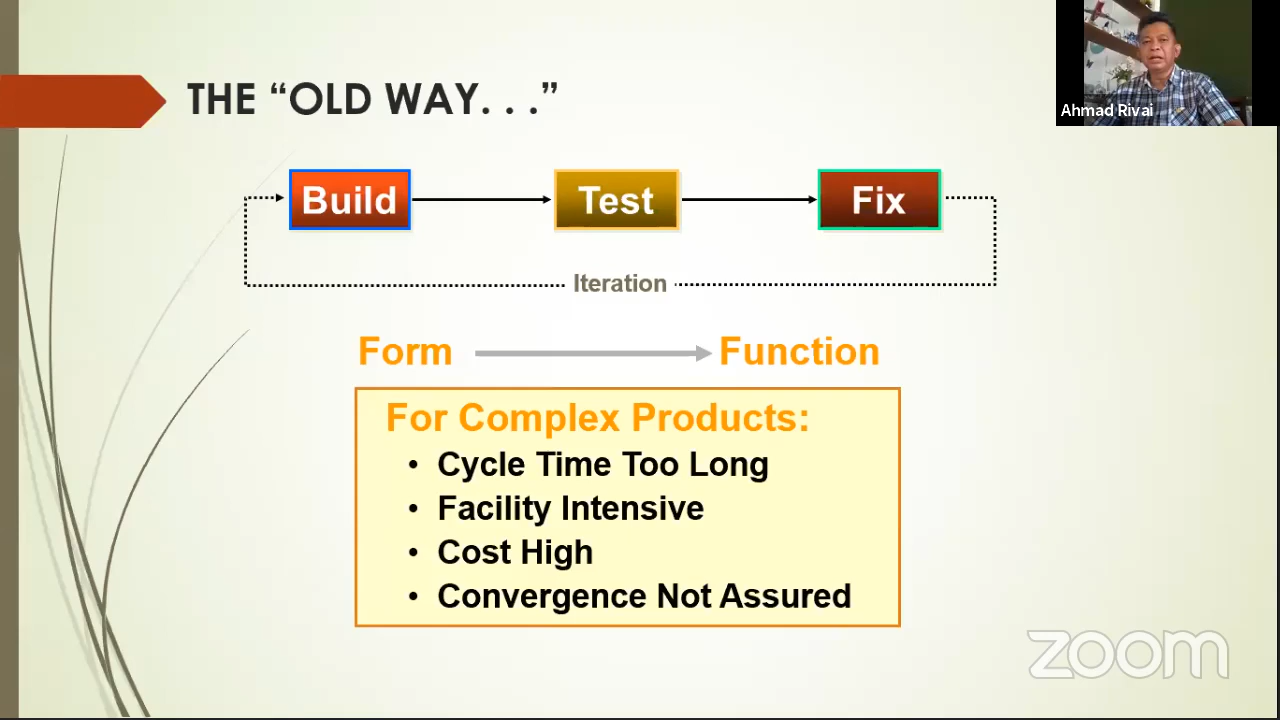 THE “OLD WAY. . .”
Ahmad Rivai
Build
Test
Fix
Iteration
Form
Function
For Complex Products:
• Cycle Time Too Long
• Facility Intensive
• Cost High
• Convergence Not Assured
zoom